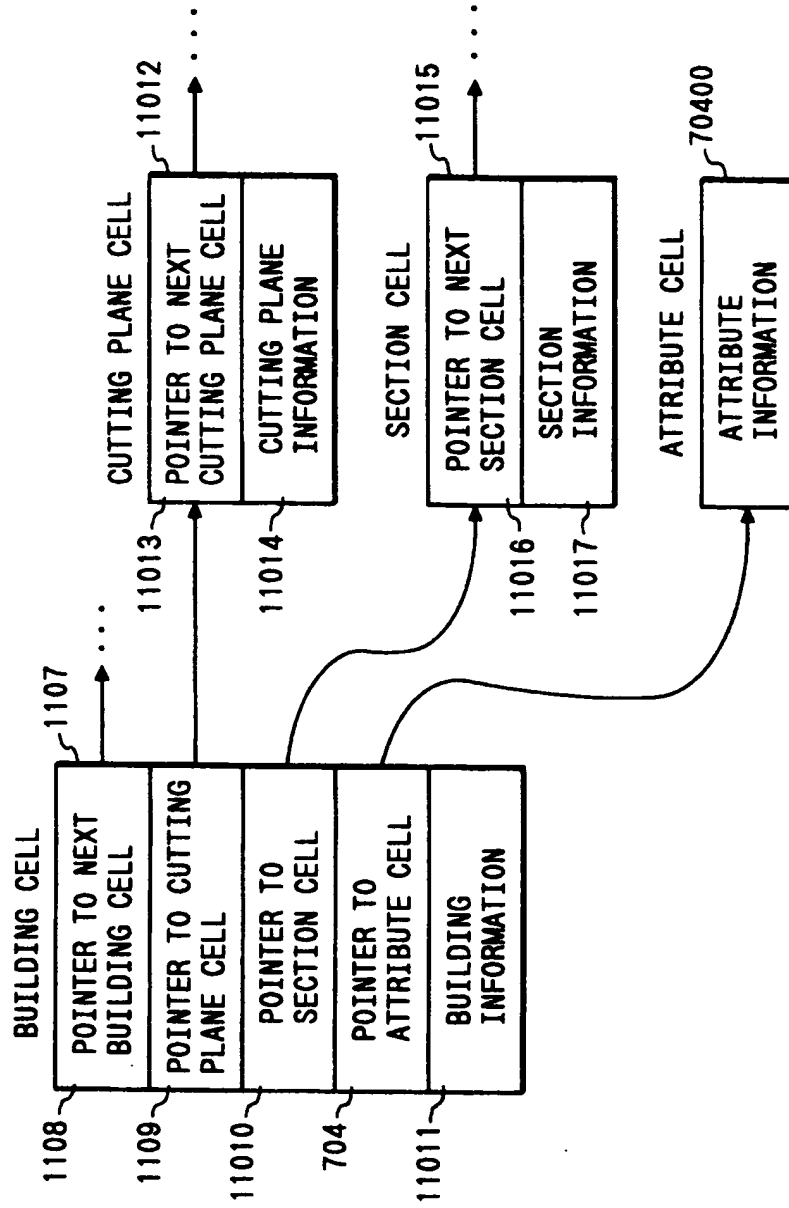 BUILDING CELL
1107
1108
POINTER TO NEXT
BUILDING CELL
...
1109
POINTER TO CUTTING
PLANE CELL
11010
POINTER TO
SECTION CELL
704
POINTER TO
ATTRIBUTE CELL
11011
BUILDING
INFORMATION
CUTTING PLANE CELL
11012
11013
POINTER TO NEXT
CUTTING PLANE CELL
...
11014
CUTTING PLANE
INFORMATION
SECTION CELL
11015
POINTER TO NEXT
SECTION CELL
...
11016
SECTION
INFORMATION
11017
ATTRIBUTE CELL
70400
ATTRIBUTE
INFORMATION